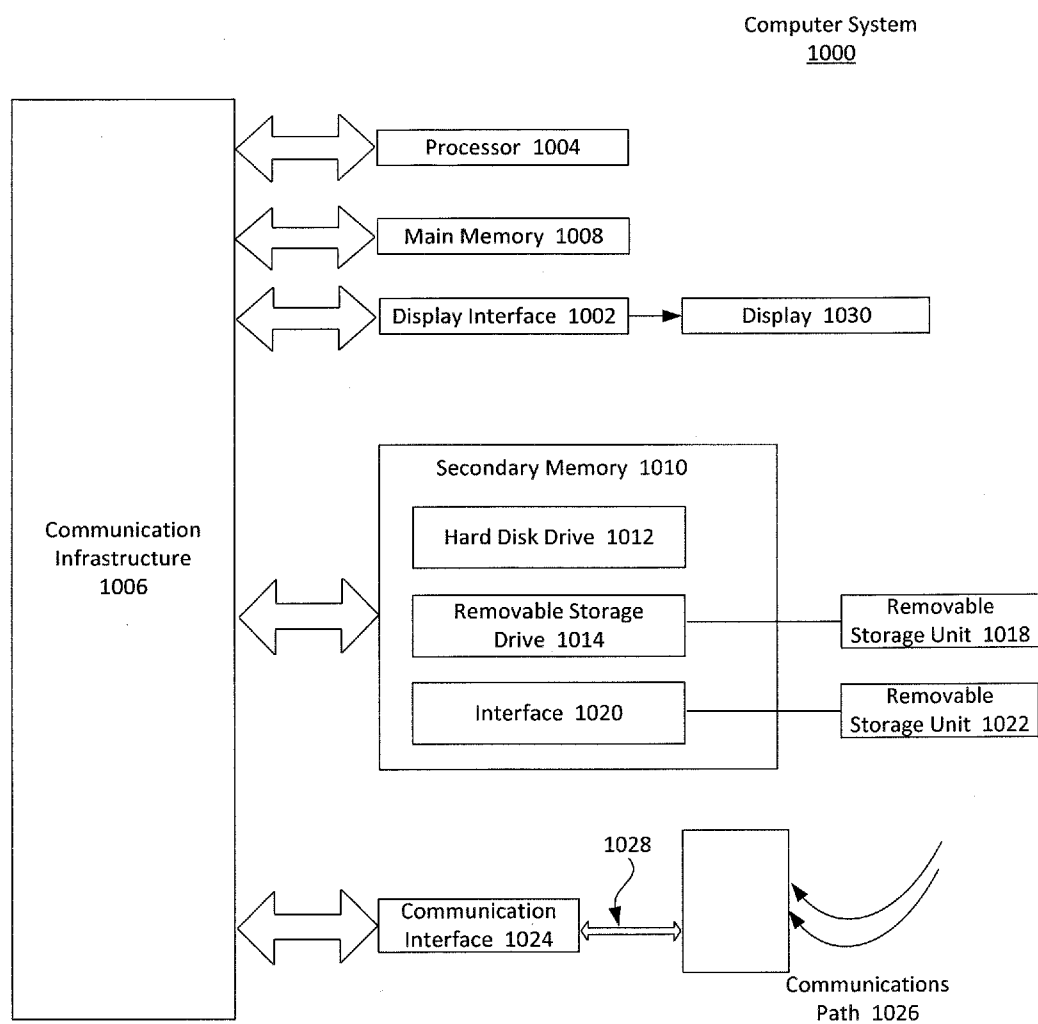 Computer System
1000
Processor 1004
Main Memory 1008
Display Interface 1002
Display 1030
Secondary Memory 1010
Hard Disk Drive 1012
Communication
Infrastructure
1006
Removable Storage
Drive 1014
Removable
Storage Unit 1018
Interface 1020
Removable
Storage Unit 1022
1028
Communication
Interface 1024
Communications
Path 1026